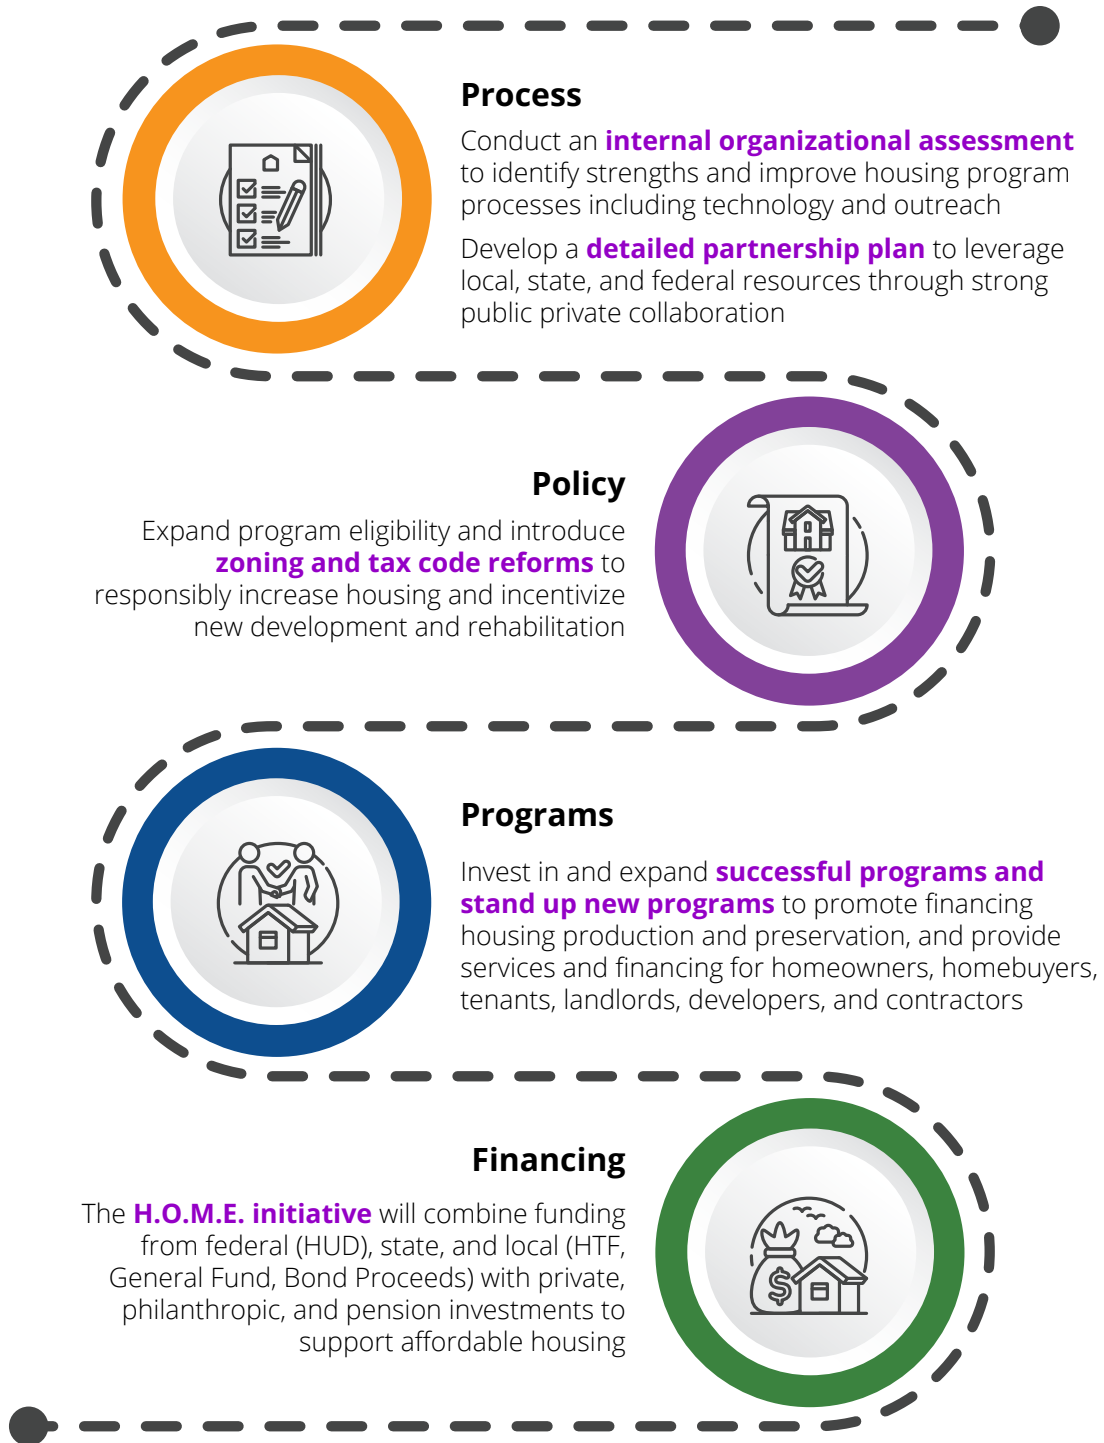 Process
Conduct an internal organizational assessment
to identify strengths and improve housing program
processes including technology and outreach
Develop a detailed partnership plan to leverage
local, state, and federal resources through strong
public private collaboration
Policy
Expand program eligibility and introduce
zoning and tax code reforms to
responsibly increase housing and incentivize
new development and rehabilitation
Programs
Invest in and expand successful programs and
stand up new programs to promote financing
housing production and preservation, and provide
services and financing for homeowners, homebuyers,
tenants, landlords, developers, and contractors
Financing
The H.O.M.E. initiative will combine funding
from federal (HUD), state, and local (HTF,
General Fund, Bond Proceeds) with private,
philanthropic, and pension investments to
support affordable housing
$